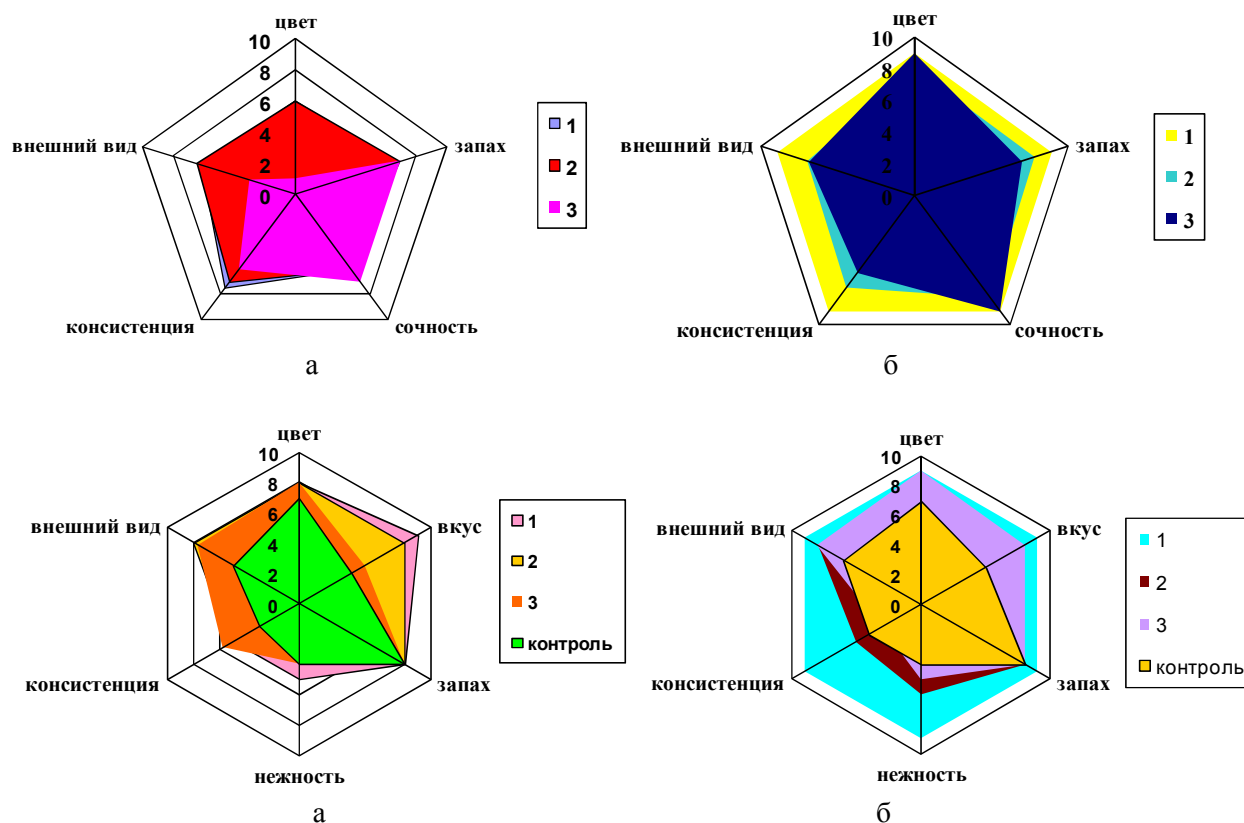 цвет
10
8
6
4
2
0
внешний вид
запах
консистенция
сочность
1
2
3
а
цвет
10
8
6
4
2
0
внешний вид
запах
консистенция
сочность
1
2
3
б
цвет
10
8
6
4
2
0
внешний вид
вкус
консистенция
запах
нежность
1
2
3
контроль
а
цвет
10
8
6
4
2
0
внешний вид
вкус
консистенция
запах
нежность
1
2
3
контроль
б